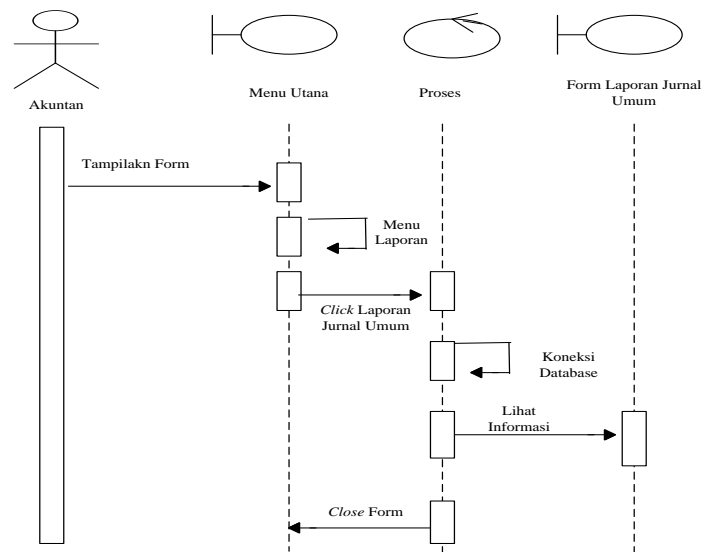 Akuntan
Menu Utana
Proses
Form Laporan Jurnal
Umum
Tampilakn Form
Menu
Laporan
Click Laporan
Jurnal Umum
Koneksi
Database
Lihat
Informasi
Close Form